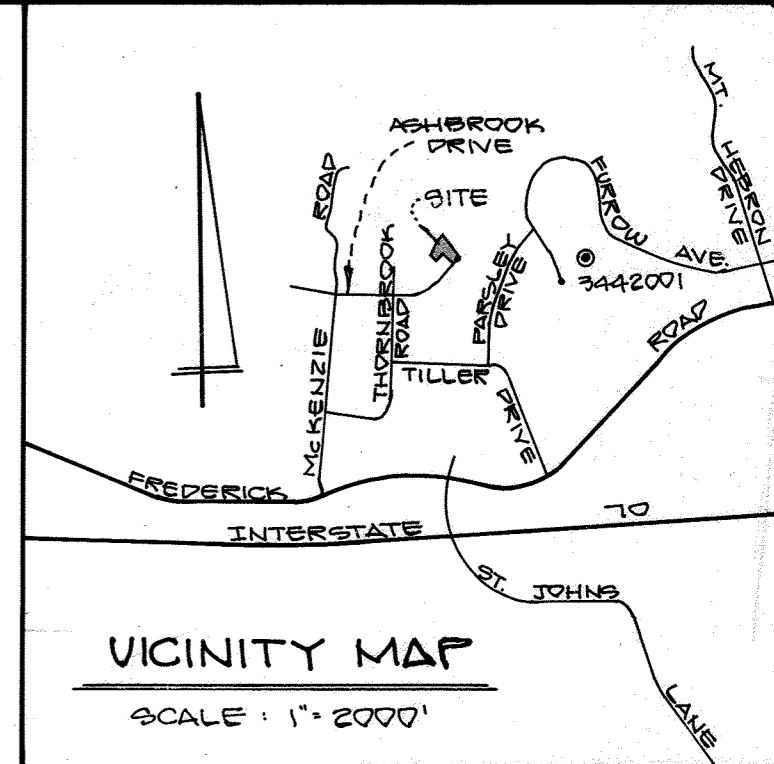 MT.
HEBRON
DRIVE
ASHBROOK
DRIVE
ROAD
SITE
FURROW
AVE.
3442001
PARSLEY
DRIVE
THORNBROOK
ROAD
ROAD
McKENZIE
TILLER
DRIVE
FREDERICK
INTERSTATE
70
ST. JOHNS
LANE
VICINITY MAP
SCALE : 1"= 2000'